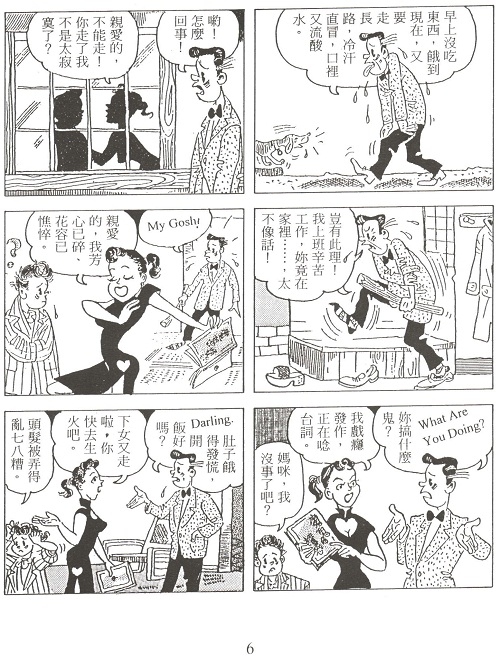 早上沒吃
東西，餓到
現在，又
要
走
長
路，冷汗
直冒，口裡
又流酸
水。
喲！
怎麼
回事！
親愛的，
不能走！
你走了我
不是太寂
寞了？
豈有此理！
我上班辛苦
工作，妳竟在
家裡……，太
不像話！
My Gosh!
親愛
的，我芳
心已碎，
花容已
憔悴
What Are
You Doing?
妳搞什麼
鬼？
我戲癮
發作，
正在唸
台詞。
媽咪，我
沒事了吧？
Darling.
肚子餓
得發慌，
開
飯好
嗎？
下女又走
啦，你
快去生
火吧。
頭髮被弄得
亂七八糟。
6